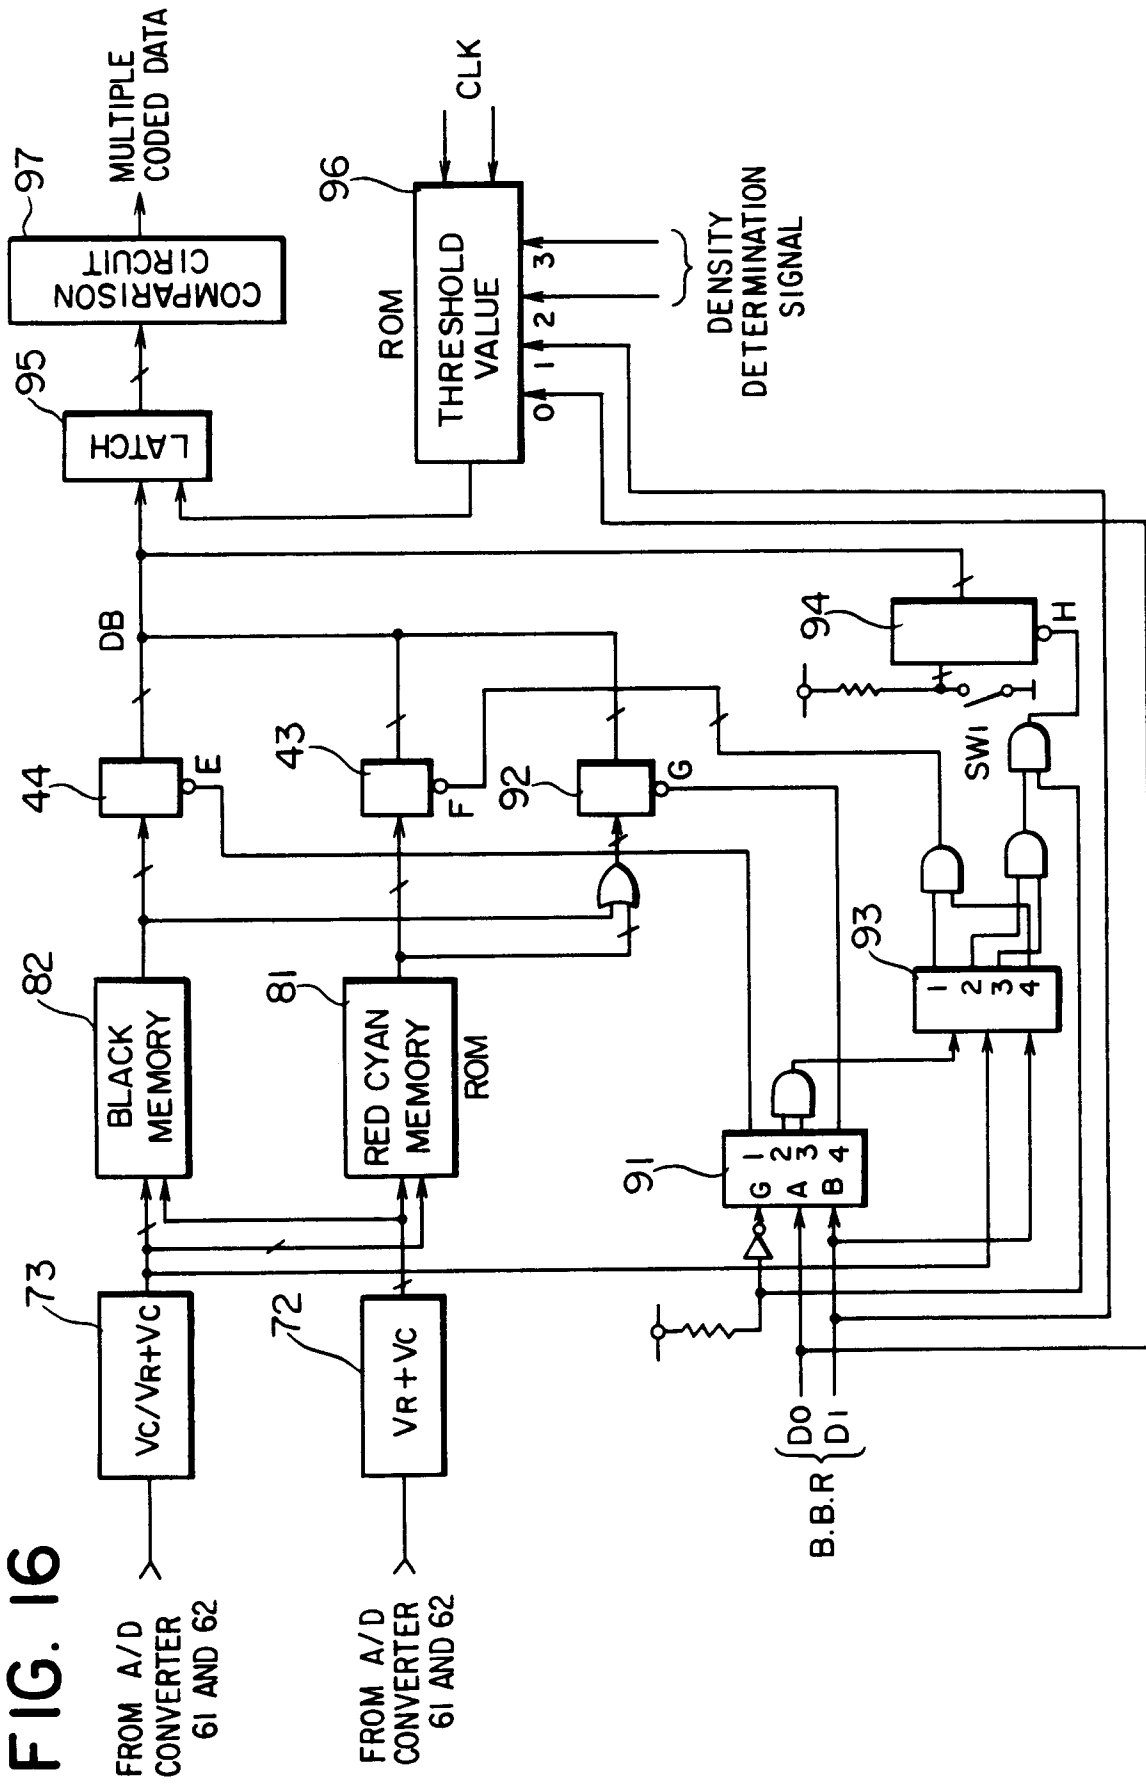 FIG. 16
FROM A/D
CONVERTER
61 AND 62
FROM A/D
CONVERTER
61 AND 62
73
VC/VR+VC
72
VR+VC
82
BLACK
MEMORY
81
RED CYAN
MEMORY
ROM
44
E
43
F
92
G
DB
95
LATCH
97
COMPARISON
CIRCUIT
MULTIPLE
CODED DATA
96
ROM
THRESHOLD
VALUE
CLK
0
1
2
3
DENSITY
DETERMINATION
SIGNAL
B.B.R
D0
D1
91
G
A
B
1
2
3
4
93
1
2
3
4
SW1
94
H